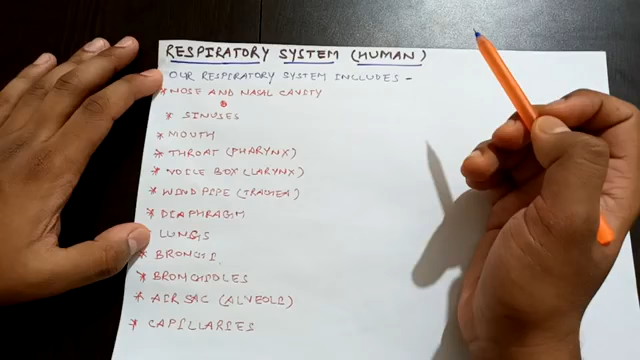 RESPIRATORY SYSTEM (HUMAN)
OUR RESPERATORY SYSTEM INCLUDES -
* NOSE AND NASAL CAVITY
* SINUSES
* MOUTH
* THROAT (PHARYNX)
* VOICE BOX (LARYNX)
* WIND PIPE (TRACHEA)
* DIAPHRAGM
LUNGS
* BRONCHI
* BRONCHIOLES
* AIR SAC (ALVEOLI)
* CAPILLARIES